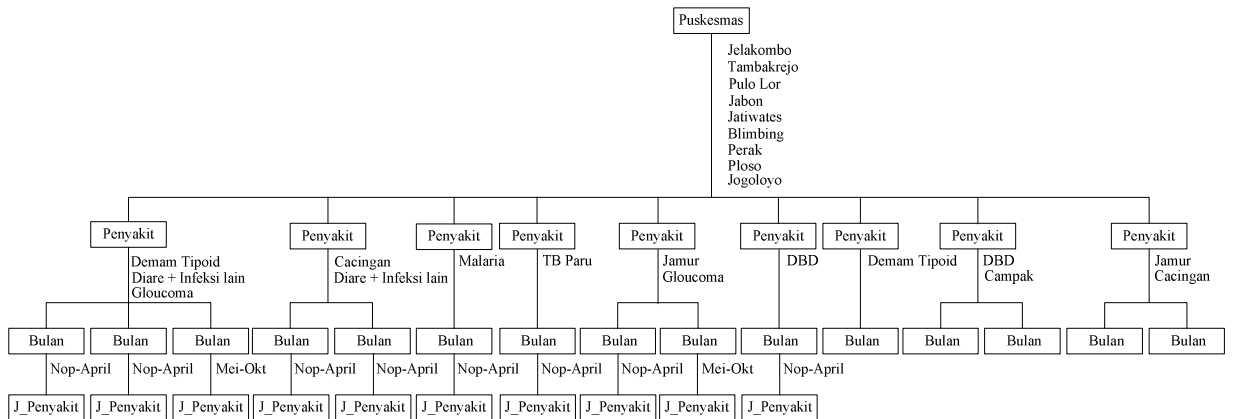 Puskesmas
Jelakombo
Tambakrejo
Pulo Lor
Jabon
Jatiwates
Blimbing
Perak
Ploso
Jogoloyo
Penyakit Penyakit Penyakit Penyakit Penyakit Penyakit Penyakit Penyakit Penyakit
Demam Tipoid Cacingan Malaria TB Paru Jamur DBD Demam Tipoid DBD Jamur
Diare + Infeksi lain Diare + Infeksi lain Gloucoma Campak Cacingan
Gloucoma
Bulan Bulan Bulan Bulan Bulan Bulan Bulan Bulan Bulan Bulan Bulan Bulan Bulan Bulan Bulan
Nop-April Nop-April Mei-Okt Nop-April Nop-April Nop-April Nop-April Nop-April Mei-Okt Nop-April
J_Penyakit J_Penyakit J_Penyakit J_Penyakit J_Penyakit J_Penyakit J_Penyakit J_Penyakit J_Penyakit J_Penyakit